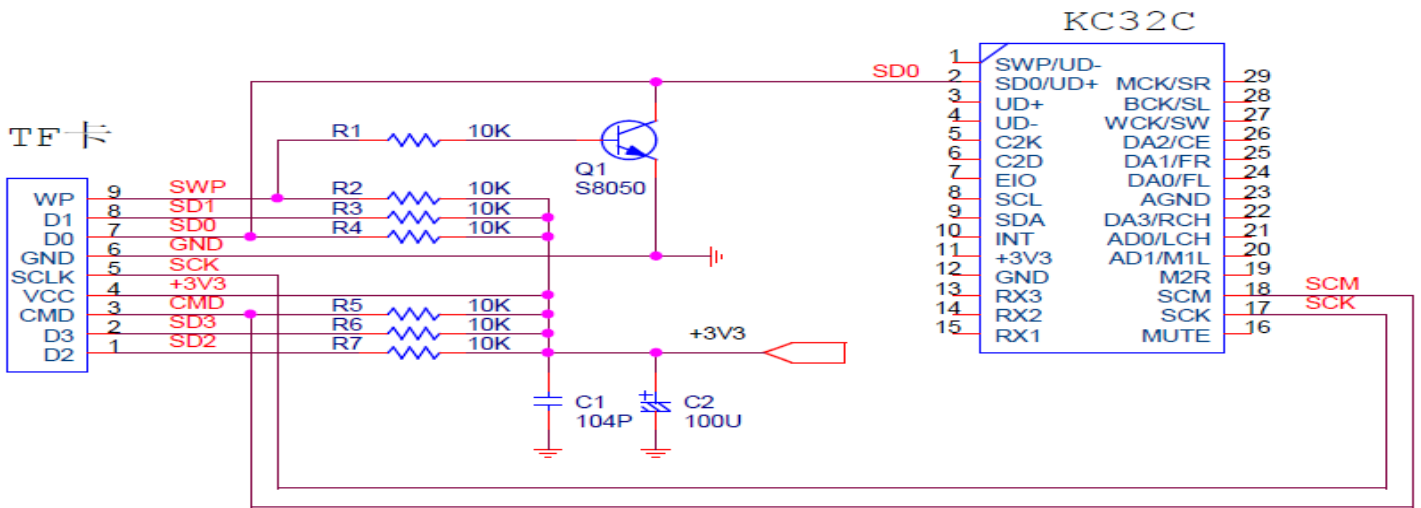 KC32C
TF卡
R1 10K
Q1
S8050
SD0
WP 9 SWP R2 10K
D1 8 SD1 R3 10K
D0 7 SD0 R4 10K
GND 6 GND
SCLK 5 SCK
VCC 4 +3V3
CMD 3 CMD R5 10K
D3 2 SD3 R6 10K
D2 1 SD2 R7 10K
+3V3
C1
104P
+
C2
100U
1 SWP/UD-
2 SD0/UD+ MCK/SR 29
3 UD+ BCK/SL 28
4 UD- WCK/SW 27
5 C2K DA2/CE 26
6 C2D DA1/FR 25
7 EIO DA0/FL 24
8 SCL AGND 23
9 SDA DA3/RCH 22
10 INT AD0/LCH 21
11 +3V3 AD1/M1L 20
12 GND M2R 19
13 RX3 SCM 18 SCM
14 RX2 SCK 17 SCK
15 RX1 MUTE 16